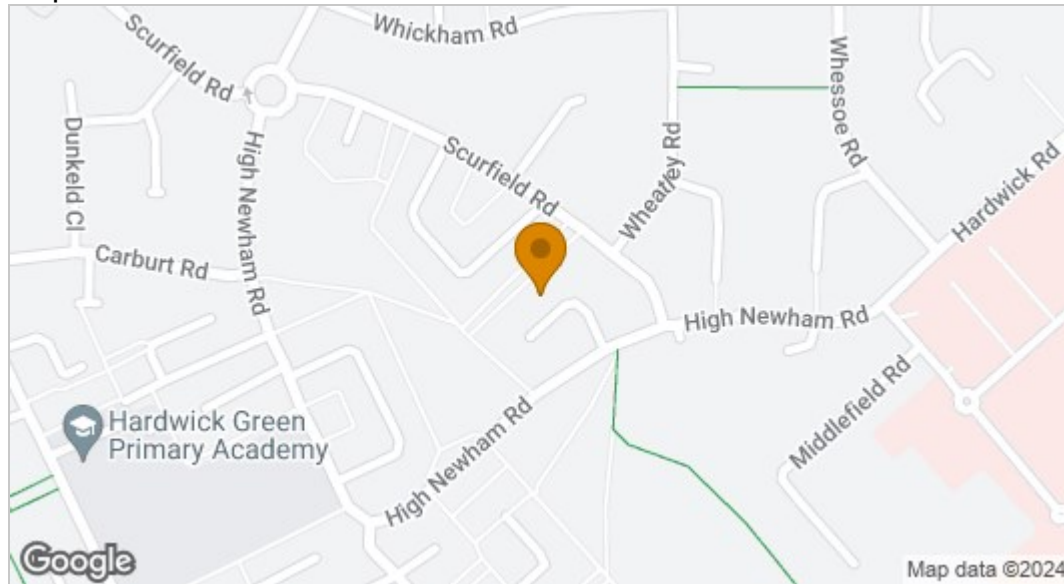 Whickham Rd
Scurfield Rd
Whessoe Rd
Dunkeld Cl
High Newham Rd
Scurfield Rd
Wheatley Rd
Hardwick Rd
Carburt Rd
High Newham Rd
Middlefield Rd
Hardwick Green
Primary Academy
High Newham Rd
Google
Map data ©2024